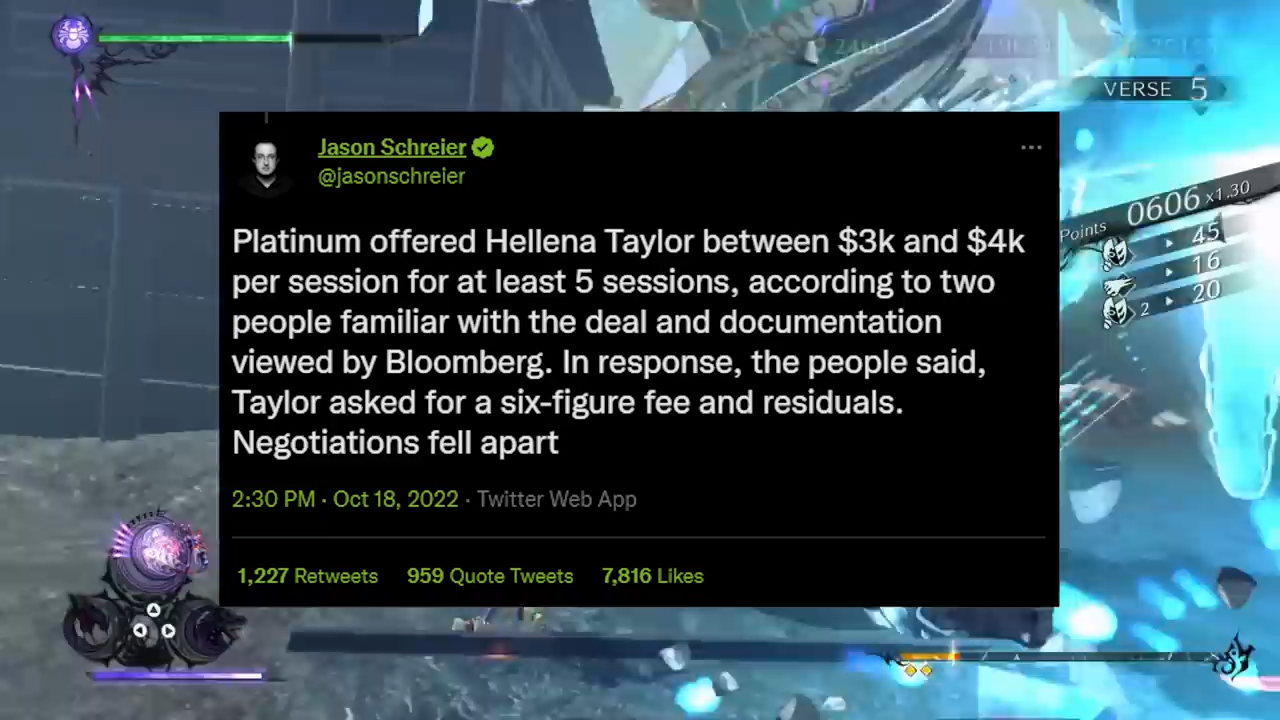 VERSE 5
Points 0606 x1.30
45
16
2 20
Jason Schreier
@jasonschreier
Platinum offered Hellena Taylor between $3k and $4k
per session for at least 5 sessions, according to two
people familiar with the deal and documentation
viewed by Bloomberg. In response, the people said,
Taylor asked for a six-figure fee and residuals.
Negotiations fell apart
2:30 PM · Oct 18, 2022 · Twitter Web App
1,227 Retweets 959 Quote Tweets 7,816 Likes